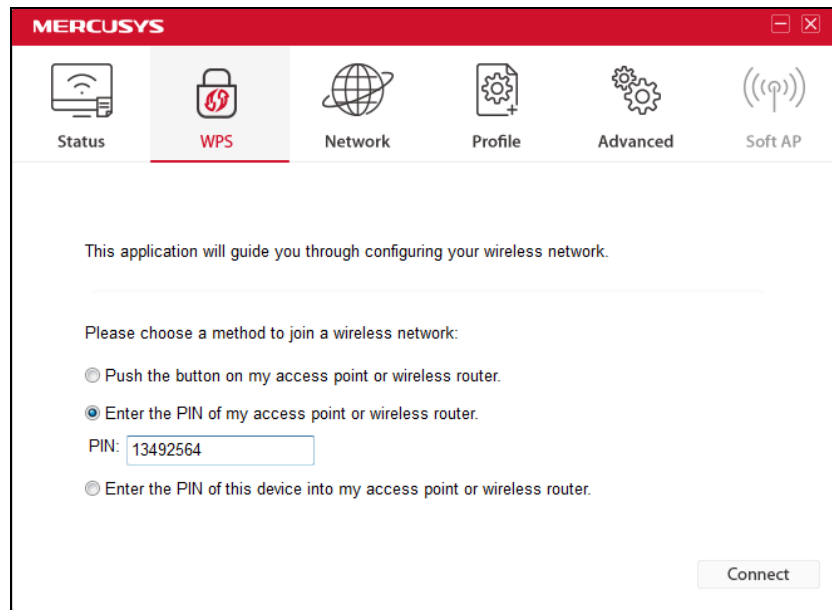 MERCUSYS
Status WPS Network Profile Advanced Soft AP
This application will guide you through configuring your wireless network.
Please choose a method to join a wireless network:
Push the button on my access point or wireless router.
Enter the PIN of my access point or wireless router.
PIN: 13492564
Enter the PIN of this device into my access point or wireless router.
Connect